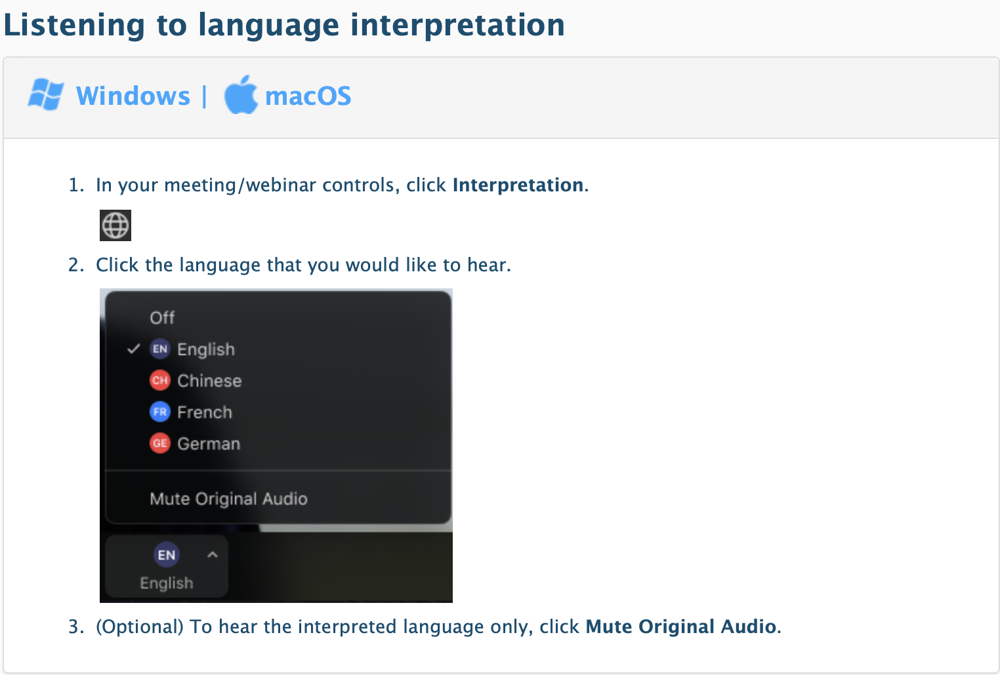 Listening to language interpretation
Windows | macOS
1. In your meeting/webinar controls, click Interpretation.
2. Click the language that you would like to hear.
Off
✓ EN English
CH Chinese
FR French
GE German
Mute Original Audio
EN
English
3. (Optional) To hear the interpreted language only, click Mute Original Audio.